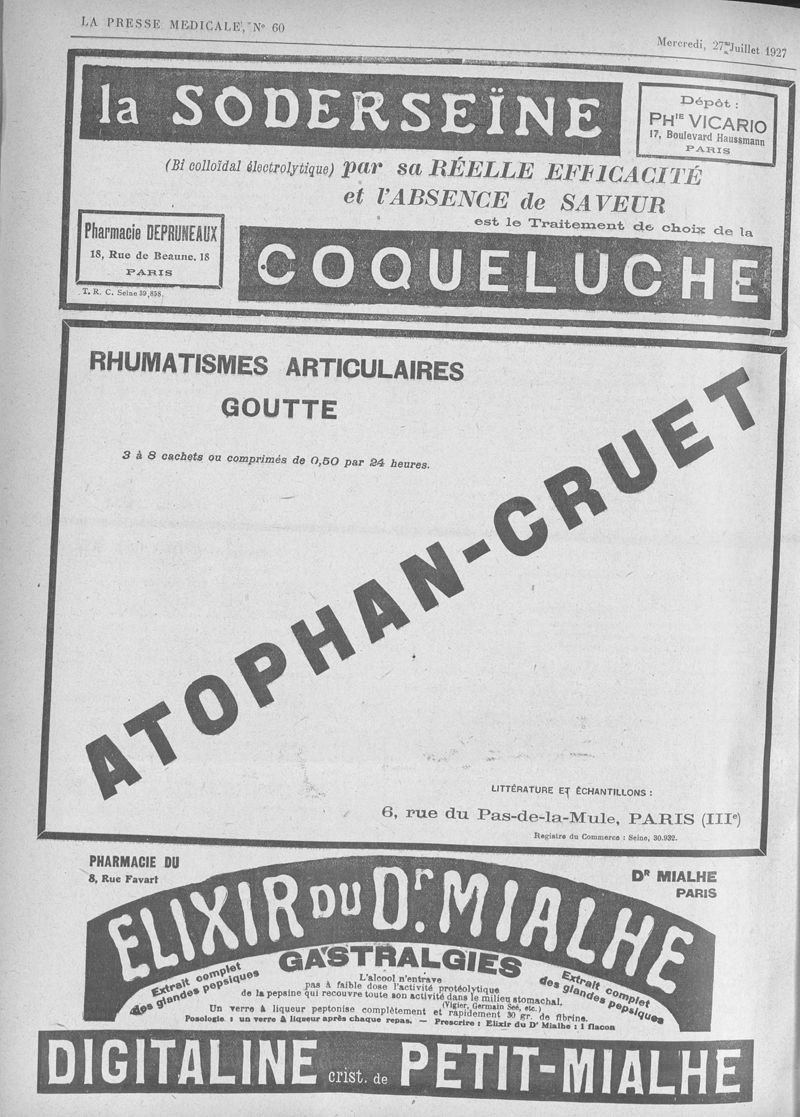 LA PRESSE MEDICALE, N° 60
Mercredi, 27 Juillet 1927
la SODERSEÏNE
Dépôt :
PHIE VICARIO
17, Boulevard Haussmann
PARIS
(Bi colloïdal électrolytique) par sa RÉELLE EFFICACITÉ
et l'ABSENCE de SAVEUR
est le Traitement de choix de la
Pharmacie DEPRUNEAUX
18, Rue de Beaune, 18
PARIS
T. R. C. Seine 39,858.
COQUELUCHE
RHUMATISMES ARTICULAIRES
GOUTTE
3 à 8 cachets ou comprimés de 0,50 par 24 heures.
ATOPHAN-CRUET
LITTÉRATURE ET ÉCHANTILLONS :
6, rue du Pas-de-la-Mule, PARIS (IIIe)
Registre du Commerce : Seine, 30.932.
PHARMACIE DU
8, Rue Favart
DR MIALHE
PARIS
ELIXIR DU Dr. MIALHE
GASTRALGIES
Extrait complet
des glandes pepsiques
L'alcool n'entrave
pas à faible dose l'activité protéolytique
de la pepsine qui recouvre toute son activité dans le milieu stomachal.
(Vigier, Germain Seé, etc.)
Extrait complet
des glandes pepsiques
Un verre à liqueur peptonise complètement et rapidement 30 gr. de fibrine.
Posologie : un verre à liqueur après chaque repas. — Prescrire : Elixir du Dr Mialhe : 1 flacon
DIGITALINE crist. de PETIT-MIALHE